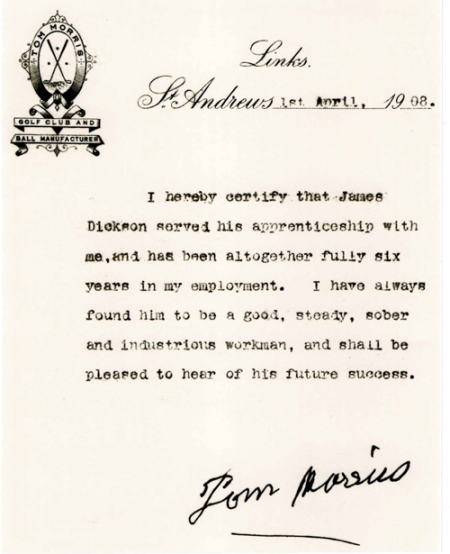 TOM MORRIS
GOLF CLUB AND
BALL MANUFACTURER
Links.
St. Andrews 1st April, 1908.
I hereby certify that James
Dickson served his apprenticeship with
me,and has been altogether fully six
years in my employment. I have always
found him to be a good, steady, sober
and industrious workman, and shall be
pleased to hear of his future success.
Tom Morris